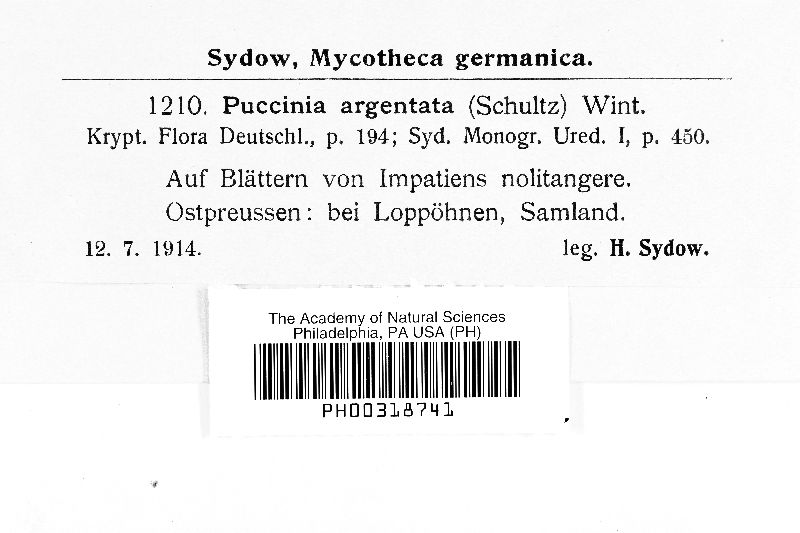 Sydow, Mycotheca germanica.
1210. Puccinia argentata (Schultz) Wint.
Krypt. Flora Deutschl., p. 194; Syd. Monogr. Ured. I, p. 450.
Auf Blättern von Impatiens nolitangere.
Ostpreussen: bei Loppöhnen, Samland.
12. 7. 1914. leg. H. Sydow.
The Academy of Natural Sciences
Philadelphia, PA USA (PH)
PH00318741